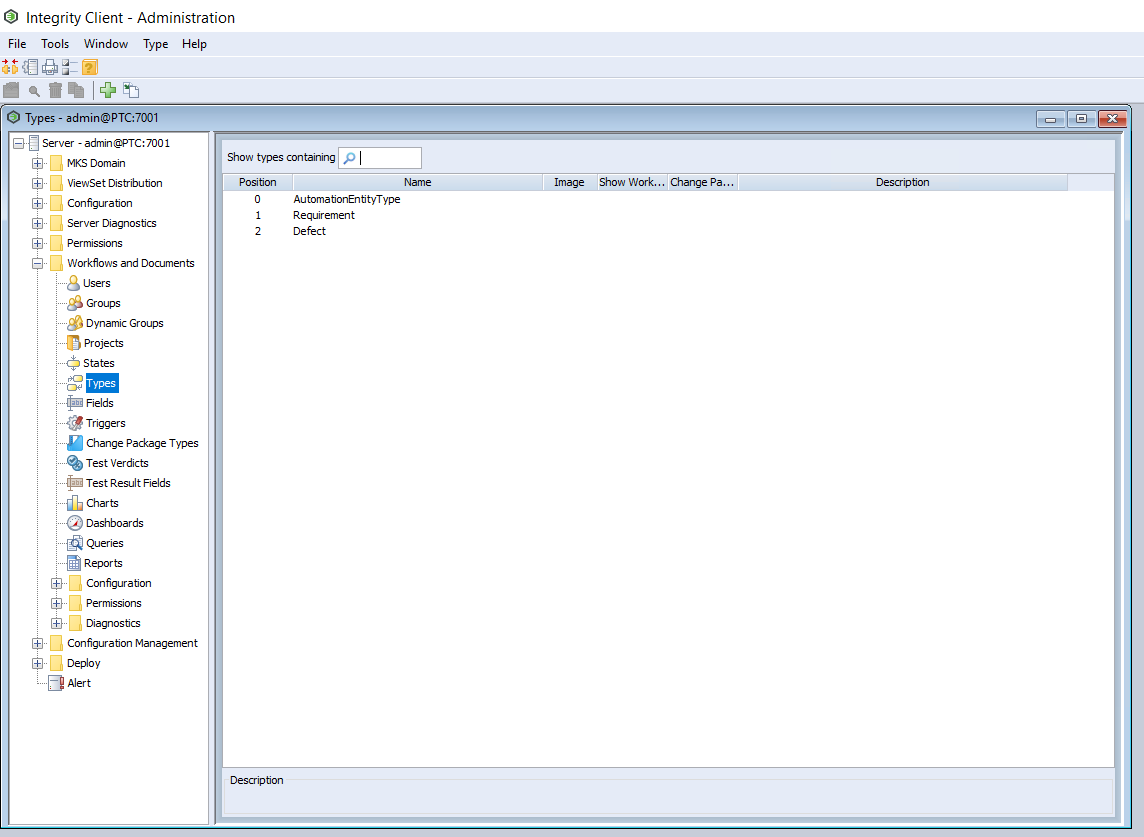 Integrity Client - Administration
File Tools Window Type Help
Types - admin@PTC:7001
Server - admin@PTC:7001
MKS Domain
ViewSet Distribution
Configuration
Server Diagnostics
Permissions
Workflows and Documents
Users
Groups
Dynamic Groups
Projects
States
Types
Fields
Triggers
Change Package Types
Test Verdicts
Test Result Fields
Charts
Dashboards
Queries
Reports
Configuration
Permissions
Diagnostics
Configuration Management
Deploy
Alert
Show types containing
Position Name Image Show Work... Change Pa... Description
0 AutomationEntityType
1 Requirement
2 Defect
Description